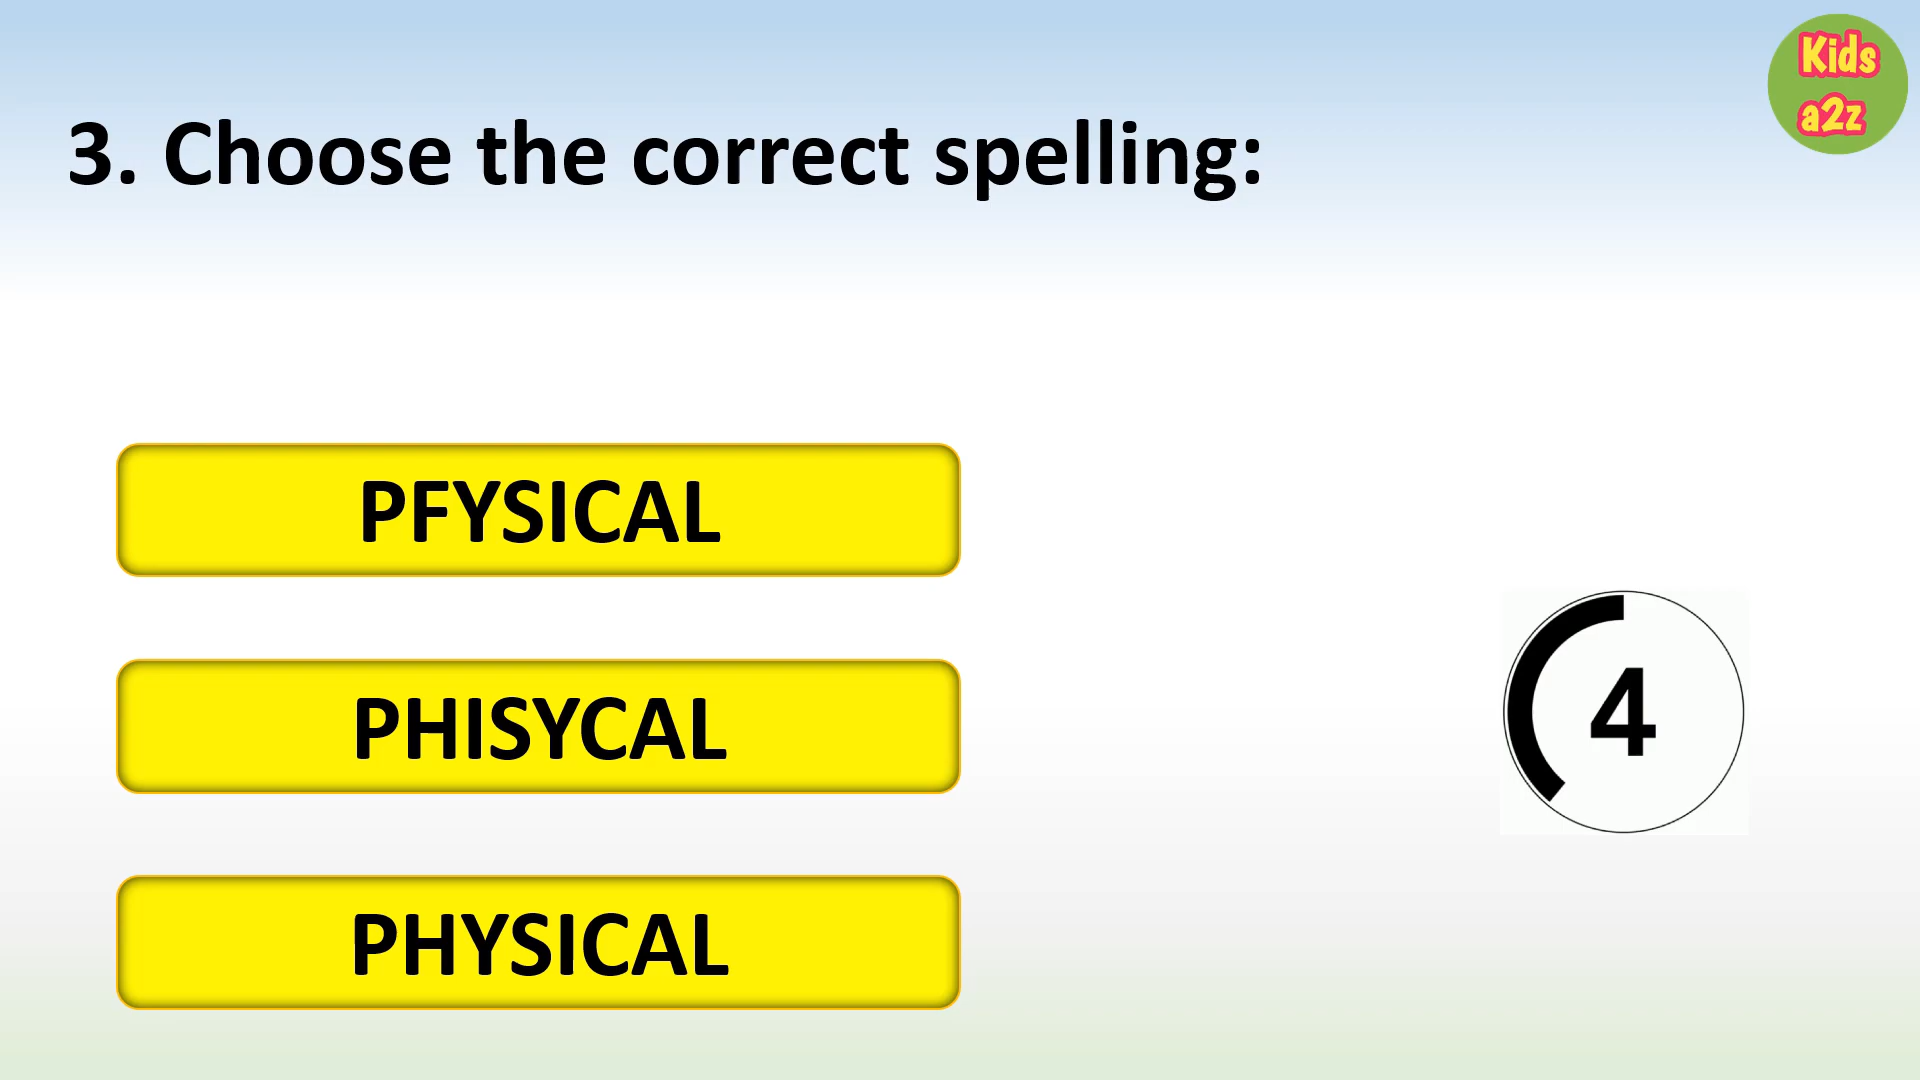 Kids
a2z
3. Choose the correct spelling:
PFYSICAL
PHISYCAL
4
PHYSICAL